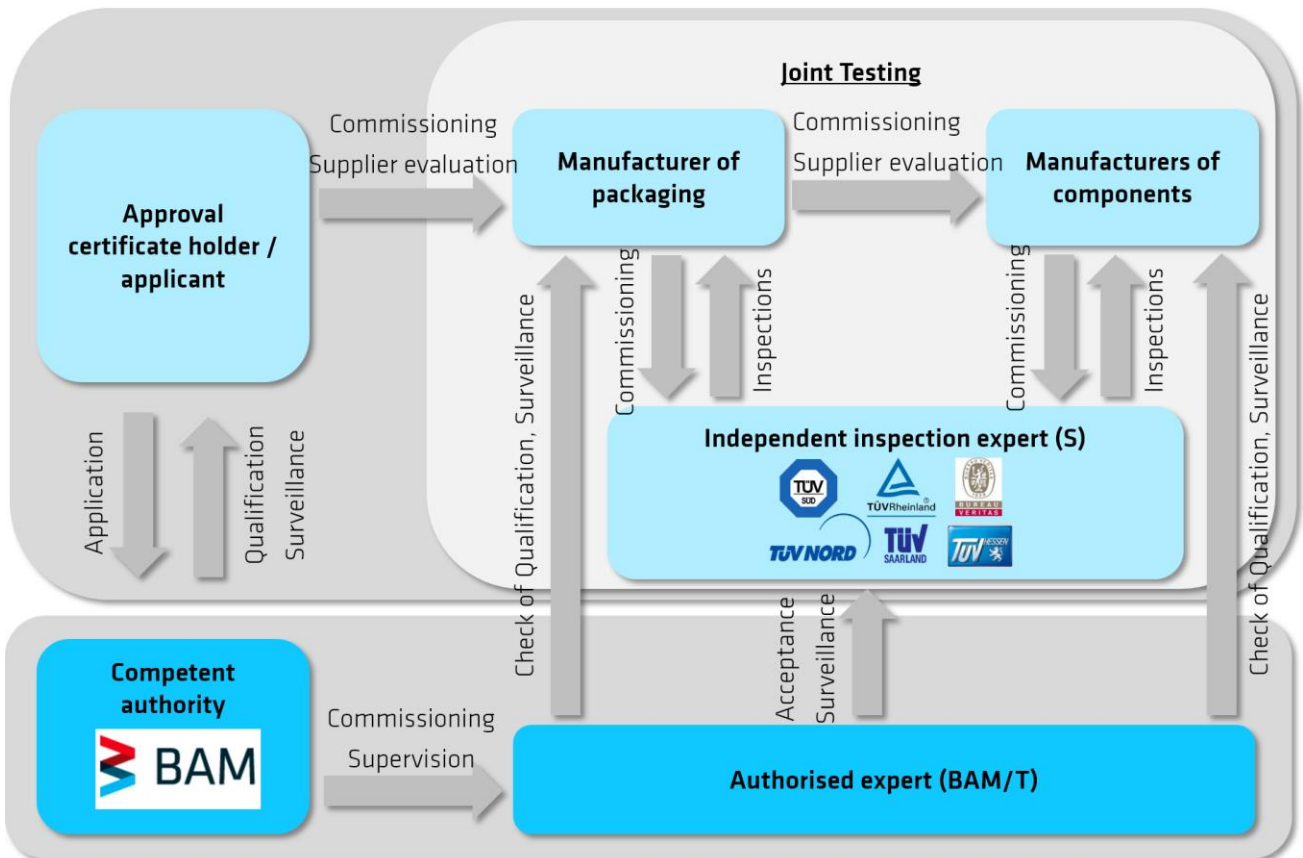 Joint Testing
Commissioning
Supplier evaluation
Commissioning
Supplier evaluation
Approval
certificate holder /
applicant
Manufacturer of
packaging
Manufacturers of
components
Commissioning
Inspections
Commissioning
Inspections
Check of Qualification, Surveillance
Check of Qualification, Surveillance
Application
Qualification
Surveillance
Independent inspection expert (S)
TÜV
SÜD
TÜVRheinland®
BUREAU
VERITAS
TÜV NORD
TÜV
SAARLAND
TÜV HESSEN
Acceptance
Surveillance
Competent
authority
BAM
Commissioning
Supervision
Authorised expert (BAM/T)